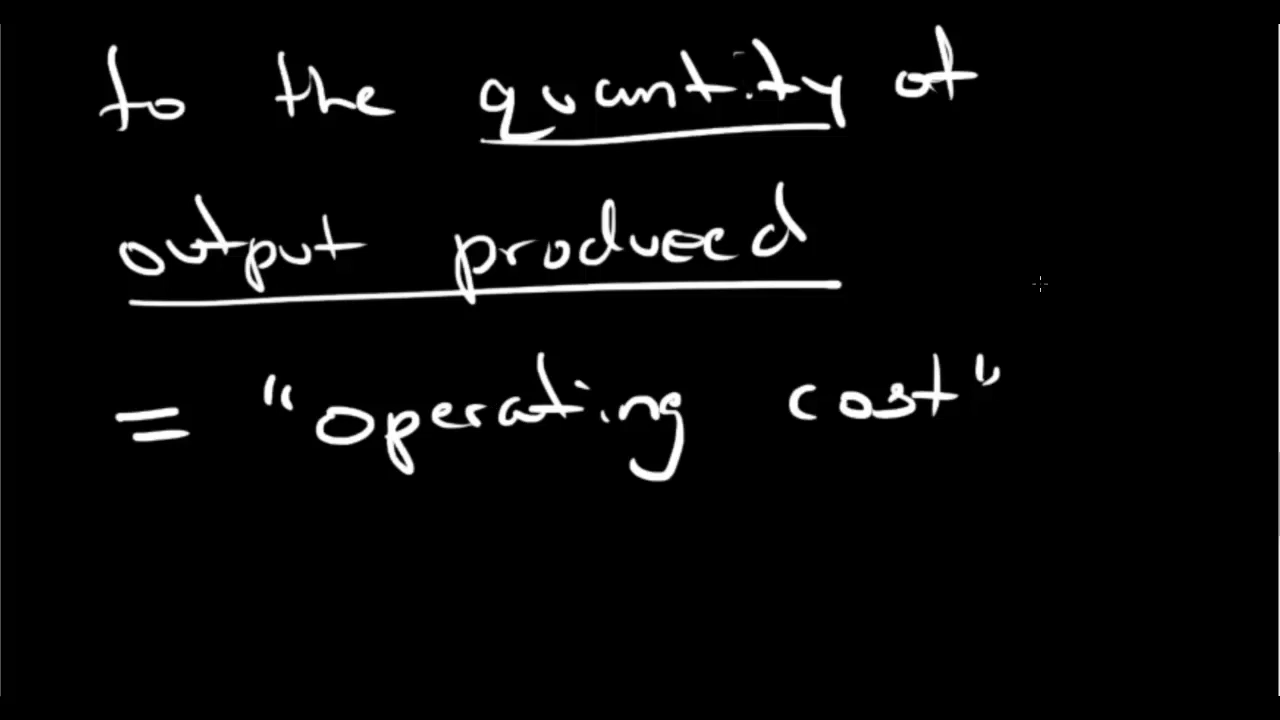 to the quantity of
output produced
= "operating cost"